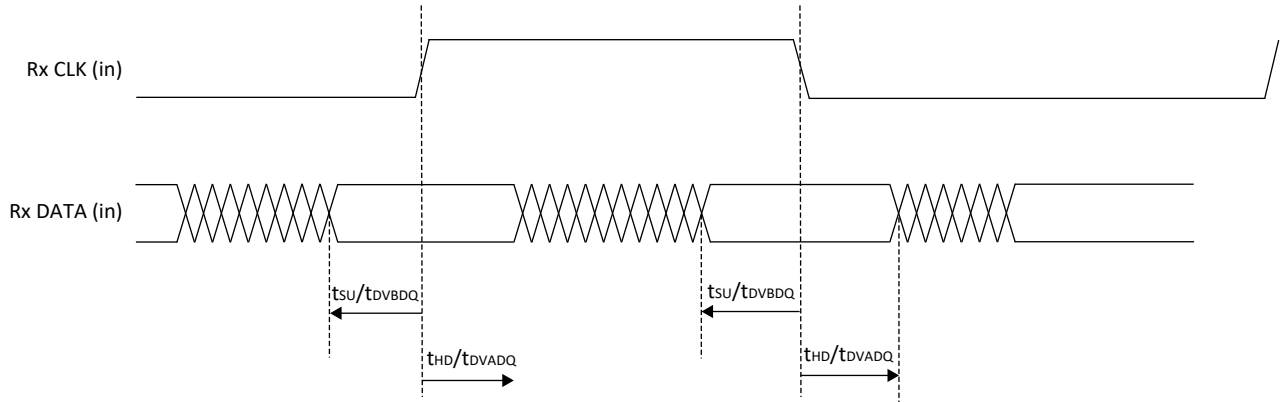 Rx CLK (in)
Rx DATA (in)
tSU/tDVBDQ
tSU/tDVBDQ
tHD/tDVADQ
tHD/tDVADQ